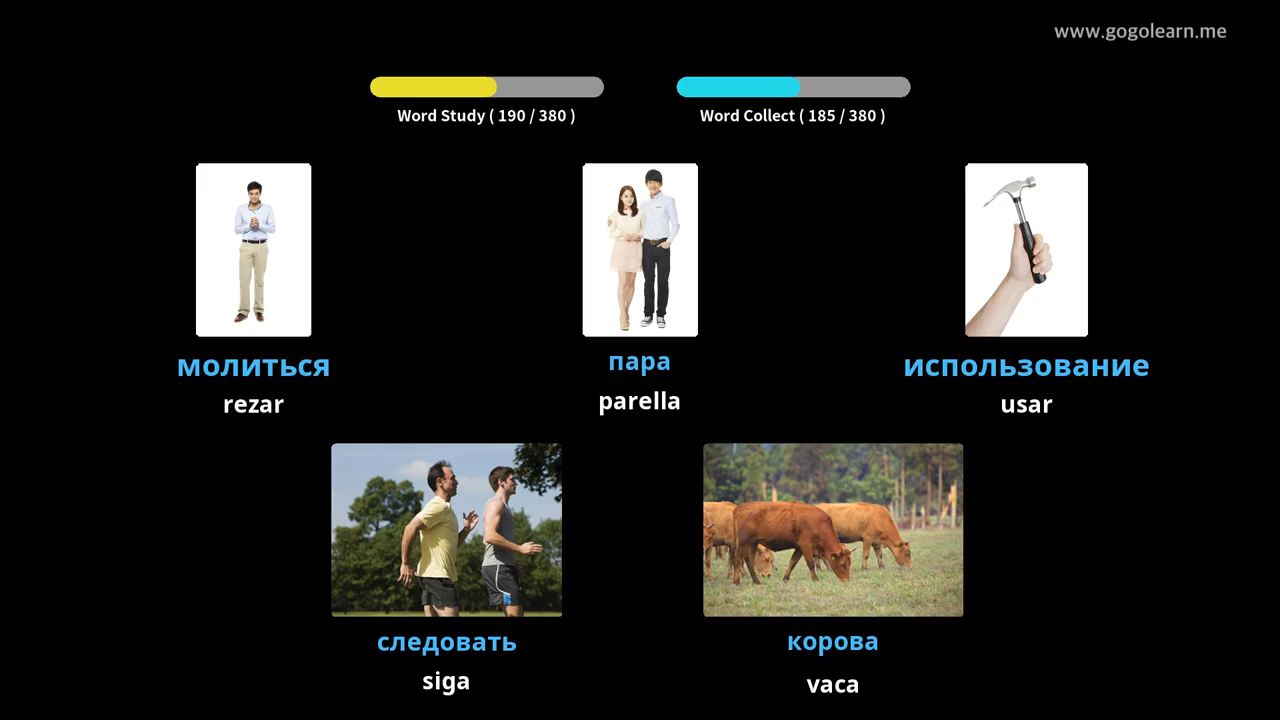 www.gogolearn.me
Word Study ( 190 / 380 )
Word Collect ( 185 / 380 )
молиться
rezar
пара
parella
использование
usar
следовать
siga
корова
vaca